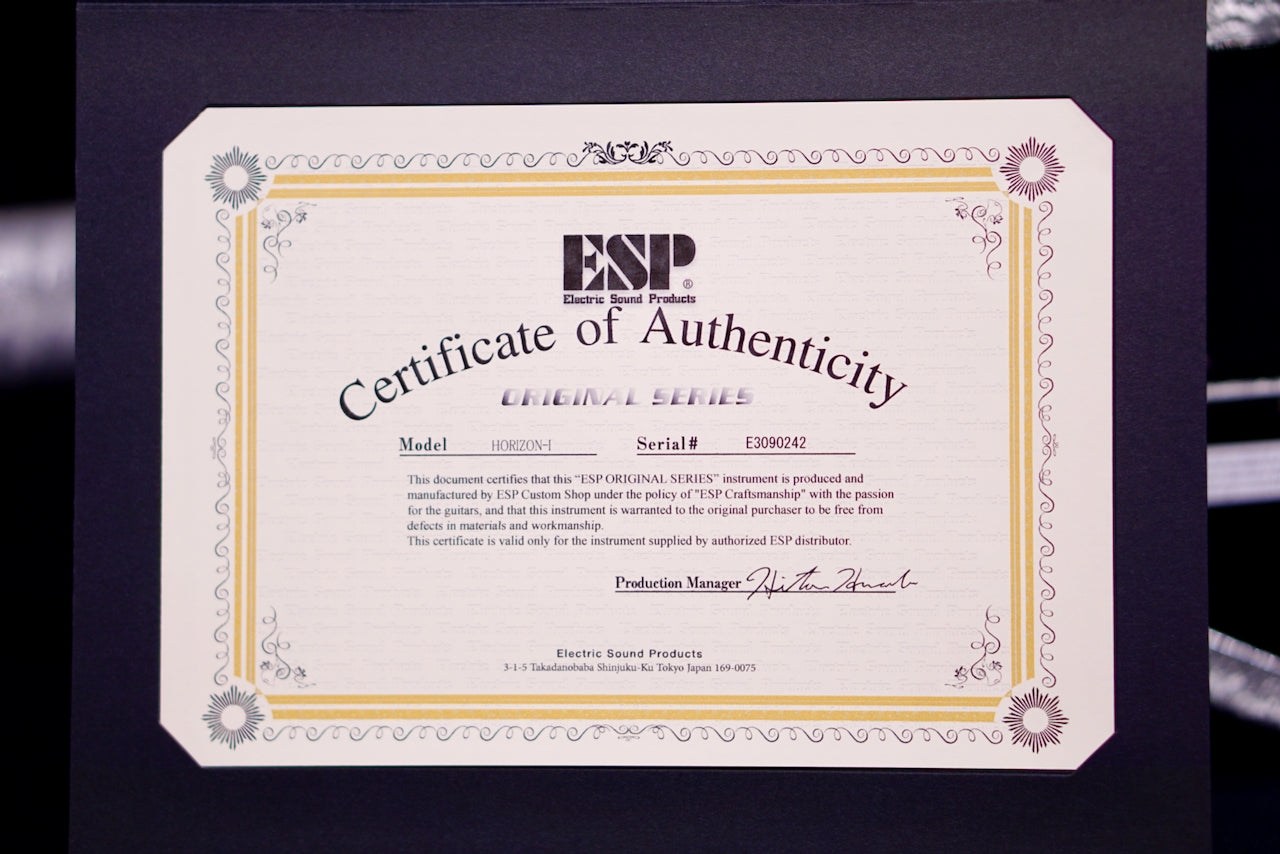 ESP®
Electric Sound Products
Certificate of Authenticity
ORIGINAL SERIES
Model HORIZON-I Serial# E3090242
This document certifies that this “ESP ORIGINAL SERIES” instrument is produced and
manufactured by ESP Custom Shop under the policy of "ESP Craftsmanship" with the passion
for the guitars, and that this instrument is warranted to the original purchaser to be free from
defects in materials and workmanship.
This certificate is valid only for the instrument supplied by authorized ESP distributor.
Production Manager
Electric Sound Products
3-1-5 Takadanobaba Shinjuku-Ku Tokyo Japan 169-0075